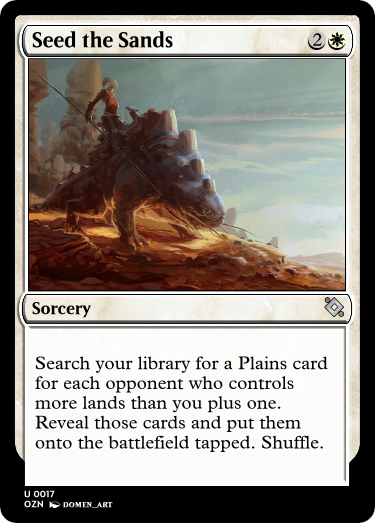 Seed the Sands 2
Sorcery
Search your library for a Plains card
for each opponent who controls
more lands than you plus one.
Reveal those cards and put them
onto the battlefield tapped. Shuffle.
U 0017
OZN DOMEN_ART